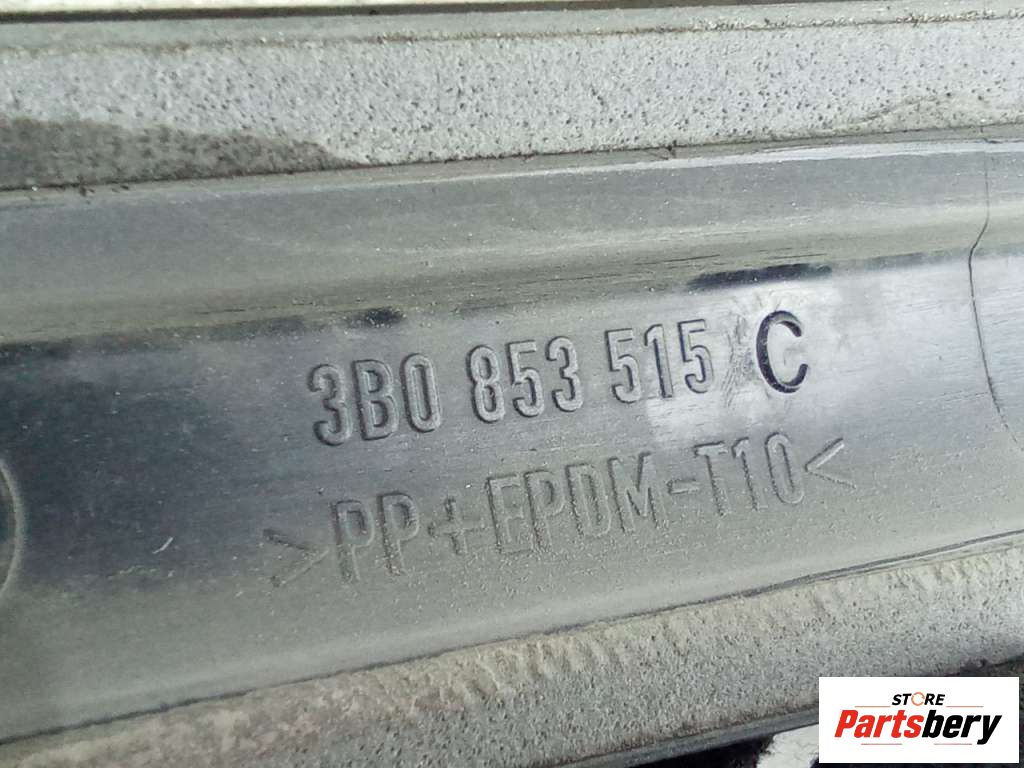 3B0 853 515 C
>PP+EPDM-T10<
STORE
Partsbery